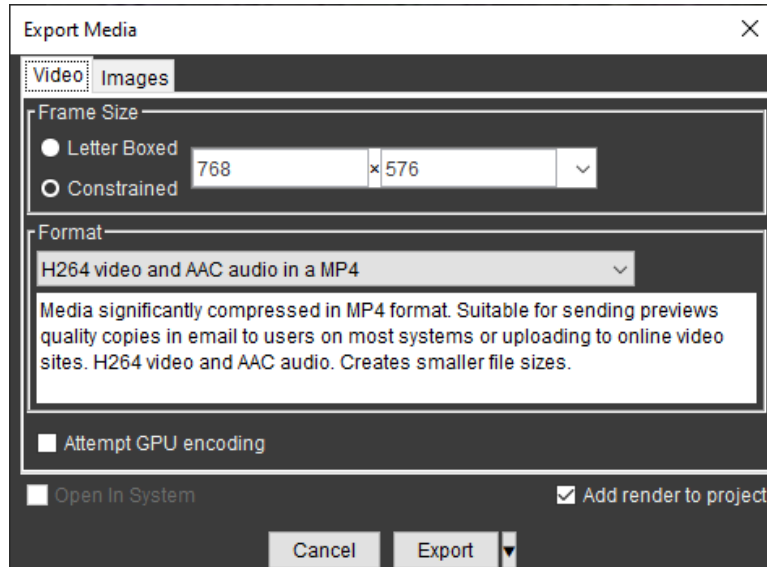 Export Media
Video Images
Frame Size
Letter Boxed
768 × 576
Constrained
Format
H264 video and AAC audio in a MP4
Media significantly compressed in MP4 format. Suitable for sending previews
quality copies in email to users on most systems or uploading to online video
sites. H264 video and AAC audio. Creates smaller file sizes.
Attempt GPU encoding
Open In System Add render to project
Cancel Export